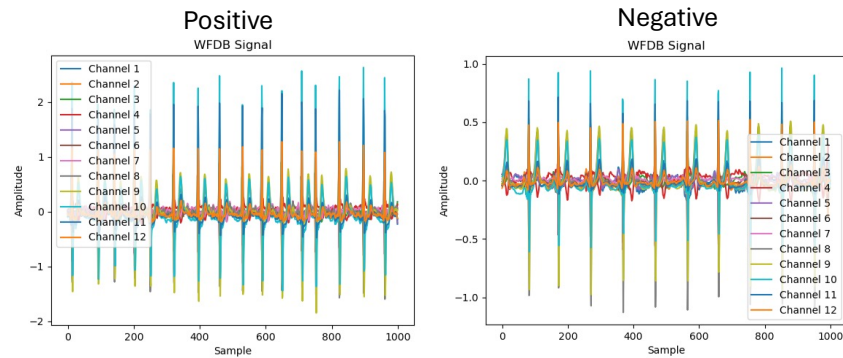 Positive
WFDB Signal
Amplitude
2
1
0
−1
−2
Channel 1
Channel 2
Channel 3
Channel 4
Channel 5
Channel 6
Channel 7
Channel 8
Channel 9
Channel 10
Channel 11
Channel 12
0 200 400 600 800 1000
Sample
Negative
WFDB Signal
Amplitude
1.0
0.5
0.0
−0.5
−1.0
Channel 1
Channel 2
Channel 3
Channel 4
Channel 5
Channel 6
Channel 7
Channel 8
Channel 9
Channel 10
Channel 11
Channel 12
0 200 400 600 800 1000
Sample